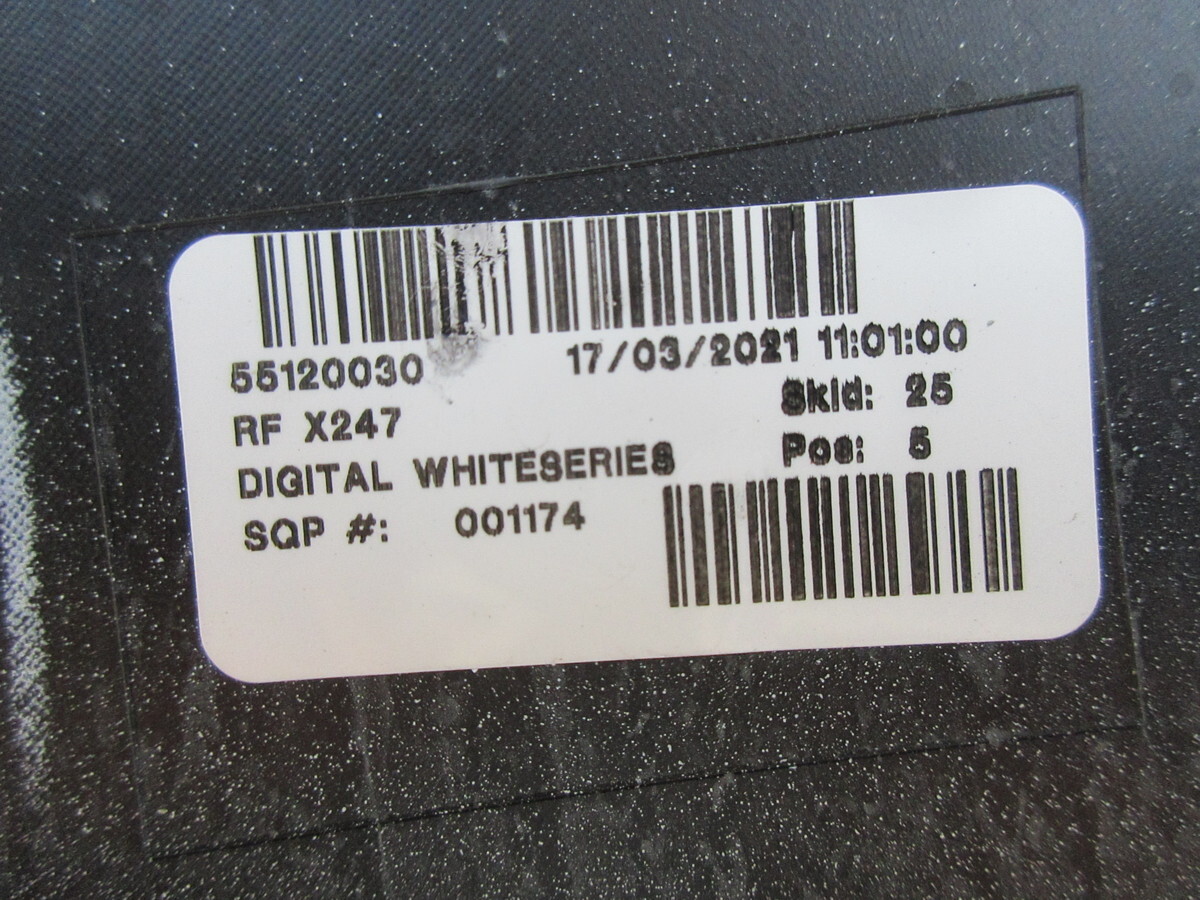 55120030
17/03/2021 11:01:00
RF X247
Skid: 25
DIGITAL WHITESERIES
Pos: 5
SQP #: 001174